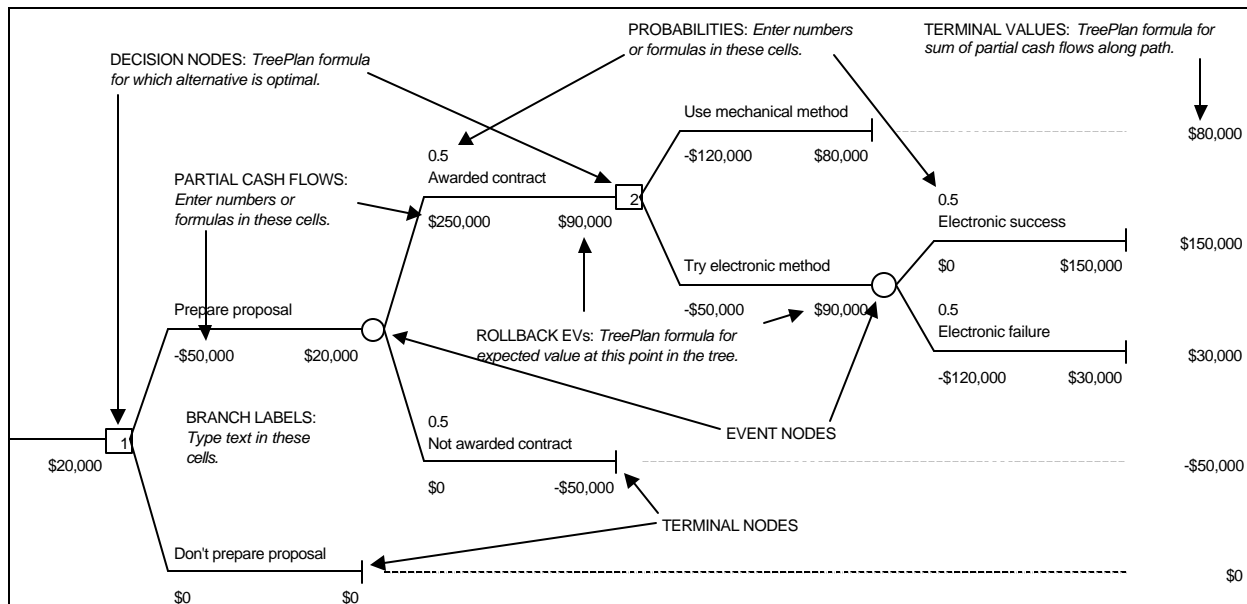 PROBABILITIES: Enter numbers
or formulas in these cells.
TERMINAL VALUES: TreePlan formula for
sum of partial cash flows along path.
DECISION NODES: TreePlan formula
for which alternative is optimal.
Use mechanical method
-$120,000 $80,000
$80,000
0.5
Awarded contract
$250,000 $90,000
2
PARTIAL CASH FLOWS:
Enter numbers or
formulas in these cells.
0.5
Electronic success
$0 $150,000
$150,000
Try electronic method
-$50,000 $90,000
0.5
Electronic failure
-$120,000 $30,000
$30,000
Prepare proposal
-$50,000 $20,000
ROLLBACK EVs: TreePlan formula for
expected value at this point in the tree.
BRANCH LABELS:
Type text in these
cells.
1
$20,000
0.5
Not awarded contract
$0 -$50,000
-$50,000
EVENT NODES
TERMINAL NODES
Don't prepare proposal
$0 $0
$0